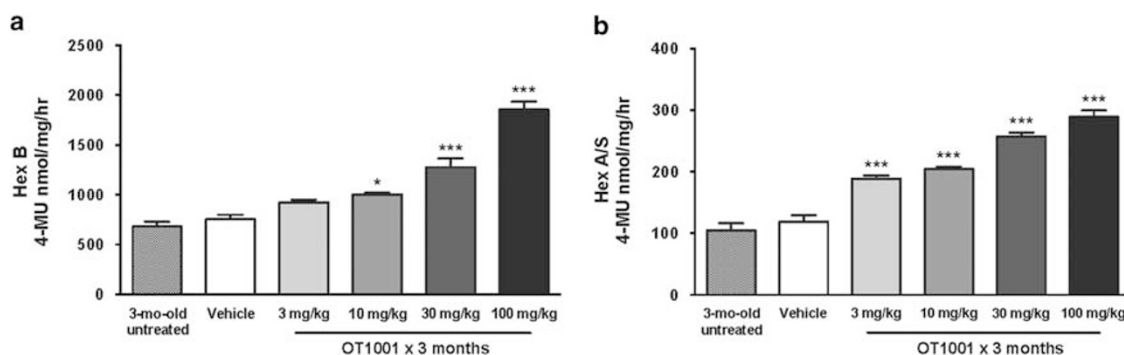 a
Hex B
4-MU nmol/mg/hr
2500
2000
1500
1000
500
0
*
***
***
3-mo-old
untreated
Vehicle
3 mg/kg
10 mg/kg
30 mg/kg
100 mg/kg
OT1001 x 3 months
b
Hex A/S
4-MU nmol/mg/hr
400
300
200
100
0
***
***
***
***
3-mo-old
untreated
Vehicle
3 mg/kg
10 mg/kg
30 mg/kg
100 mg/kg
OT1001 x 3 months